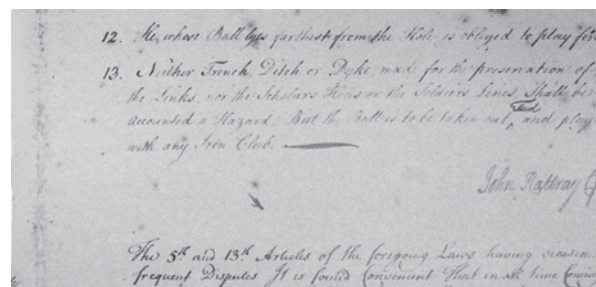 12. He whose Ball lyes farthest from the Hole is obliged to play firs
13. Neither Trench, Ditch or Dyke, made for the preservation of
the Links, nor the Scholars Holes or the Soldiers Lines, Shall be
accounted a Hazard. But the Ball is to be taken out, Teed and play
with any Iron Club.
John Rattray
The 5th and 13th Articles of the foregoing Laws having occasion
frequent Disputes It is found Convenient That in all time Coming